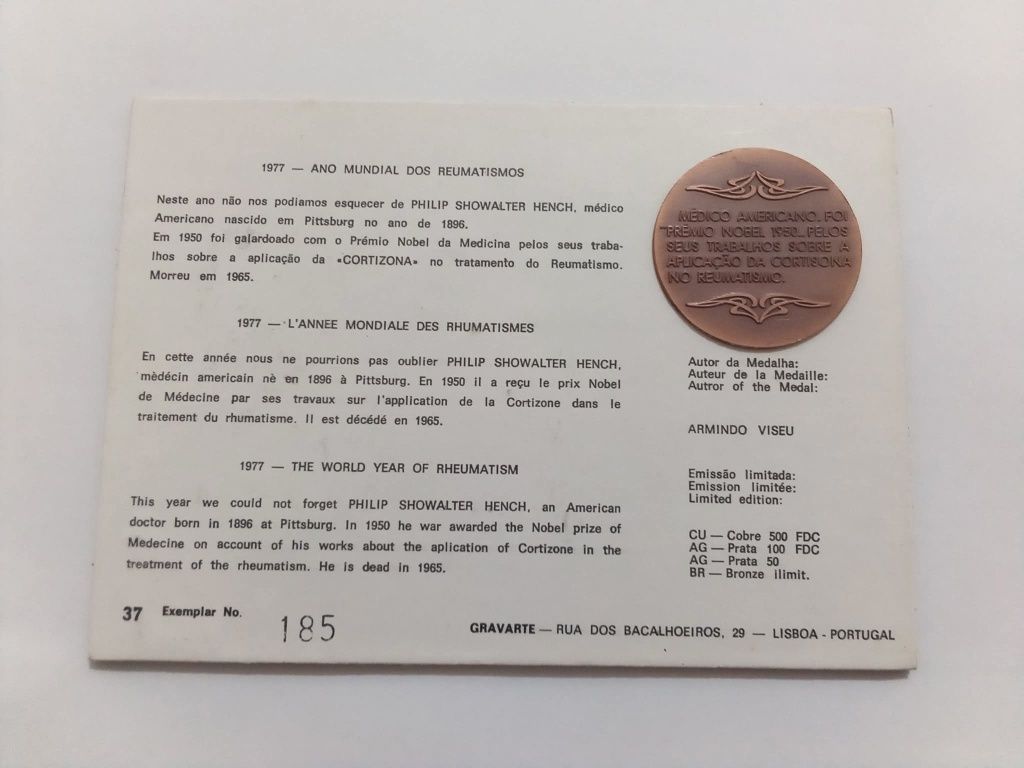 1977 — ANO MUNDIAL DOS REUMATISMOS
Neste ano não nos podiamos esquecer de PHILIP SHOWALTER HENCH, médico
Americano nascido em Pittsburg no ano de 1896.
Em 1950 foi galardoado com o Prémio Nobel da Medicina pelos seus traba-
lhos sobre a aplicação da «CORTIZONA» no tratamento do Reumatismo.
Morreu em 1965.
1977 — L'ANNEE MONDIALE DES RHUMATISMES
En cette année nous ne pourrions pas oublier PHILIP SHOWALTER HENCH,
mèdécin americain nè en 1896 à Pittsburg. En 1950 il a reçu le prix Nobel
de Médecine par ses travaux sur l'application de la Cortizone dans le
traitement du rhumatisme. Il est décédé en 1965.
1977 — THE WORLD YEAR OF RHEUMATISM
This year we could not forget PHILIP SHOWALTER HENCH, an American
doctor born in 1896 at Pittsburg. In 1950 he war awarded the Nobel prize of
Medecine on account of his works about the aplication of Cortizone in the
treatment of the rheumatism. He is dead in 1965.
37 Exemplar No. 185
MÉDICO AMERICANO. FOI
"PRÉMIO NOBEL 1950", PELOS
SEUS TRABALHOS SOBRE A
APLICAÇÃO DA CORTISONA
NO REUMATISMO.
Autor da Medalha:
Auteur de la Medaille:
Autror of the Medal:
ARMINDO VISEU
Emissão limitada:
Emission limitée:
Limited edition:
CU — Cobre 500 FDC
AG — Prata 100 FDC
AG — Prata 50
BR — Bronze ilimit.
GRAVARTE — RUA DOS BACALHOEIROS, 29 — LISBOA - PORTUGAL